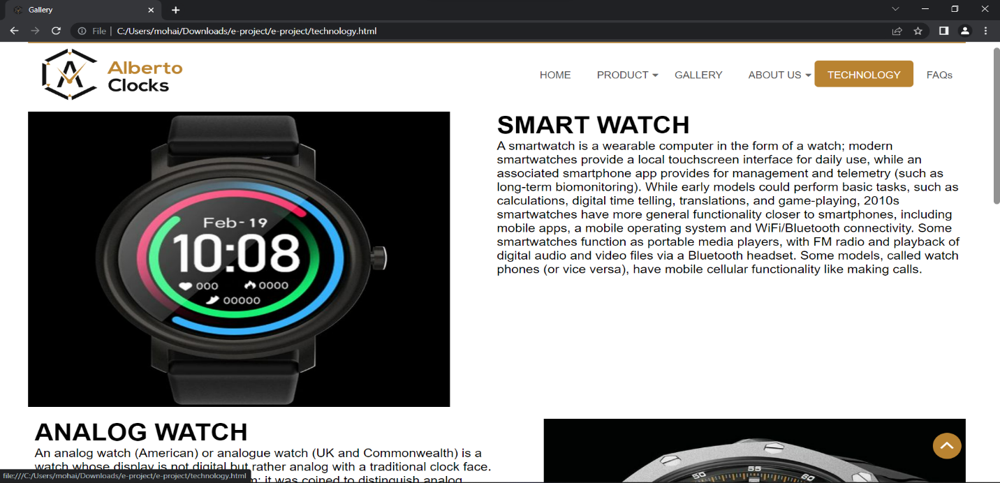 Gallery
File | C:/Users/mohai/Downloads/e-project/e-project/technology.html
Alberto
Clocks
HOME PRODUCT GALLERY ABOUT US TECHNOLOGY FAQs
Feb-19
10:08
000 0000
00000
SMART WATCH
A smartwatch is a wearable computer in the form of a watch; modern
smartwatches provide a local touchscreen interface for daily use, while an
associated smartphone app provides for management and telemetry (such as
long-term biomonitoring). While early models could perform basic tasks, such as
calculations, digital time telling, translations, and game-playing, 2010s
smartwatches have more general functionality closer to smartphones, including
mobile apps, a mobile operating system and WiFi/Bluetooth connectivity. Some
smartwatches function as portable media players, with FM radio and playback of
digital audio and video files via a Bluetooth headset. Some models, called watch
phones (or vice versa), have mobile cellular functionality like making calls.
ANALOG WATCH
An analog watch (American) or analogue watch (UK and Commonwealth) is a
watch whose display is not digital but rather analog with a traditional clock face.
it was coined to distinguish analog
50 55 60
file:///C:/Users/mohai/Downloads/e-project/e-project/technology.html